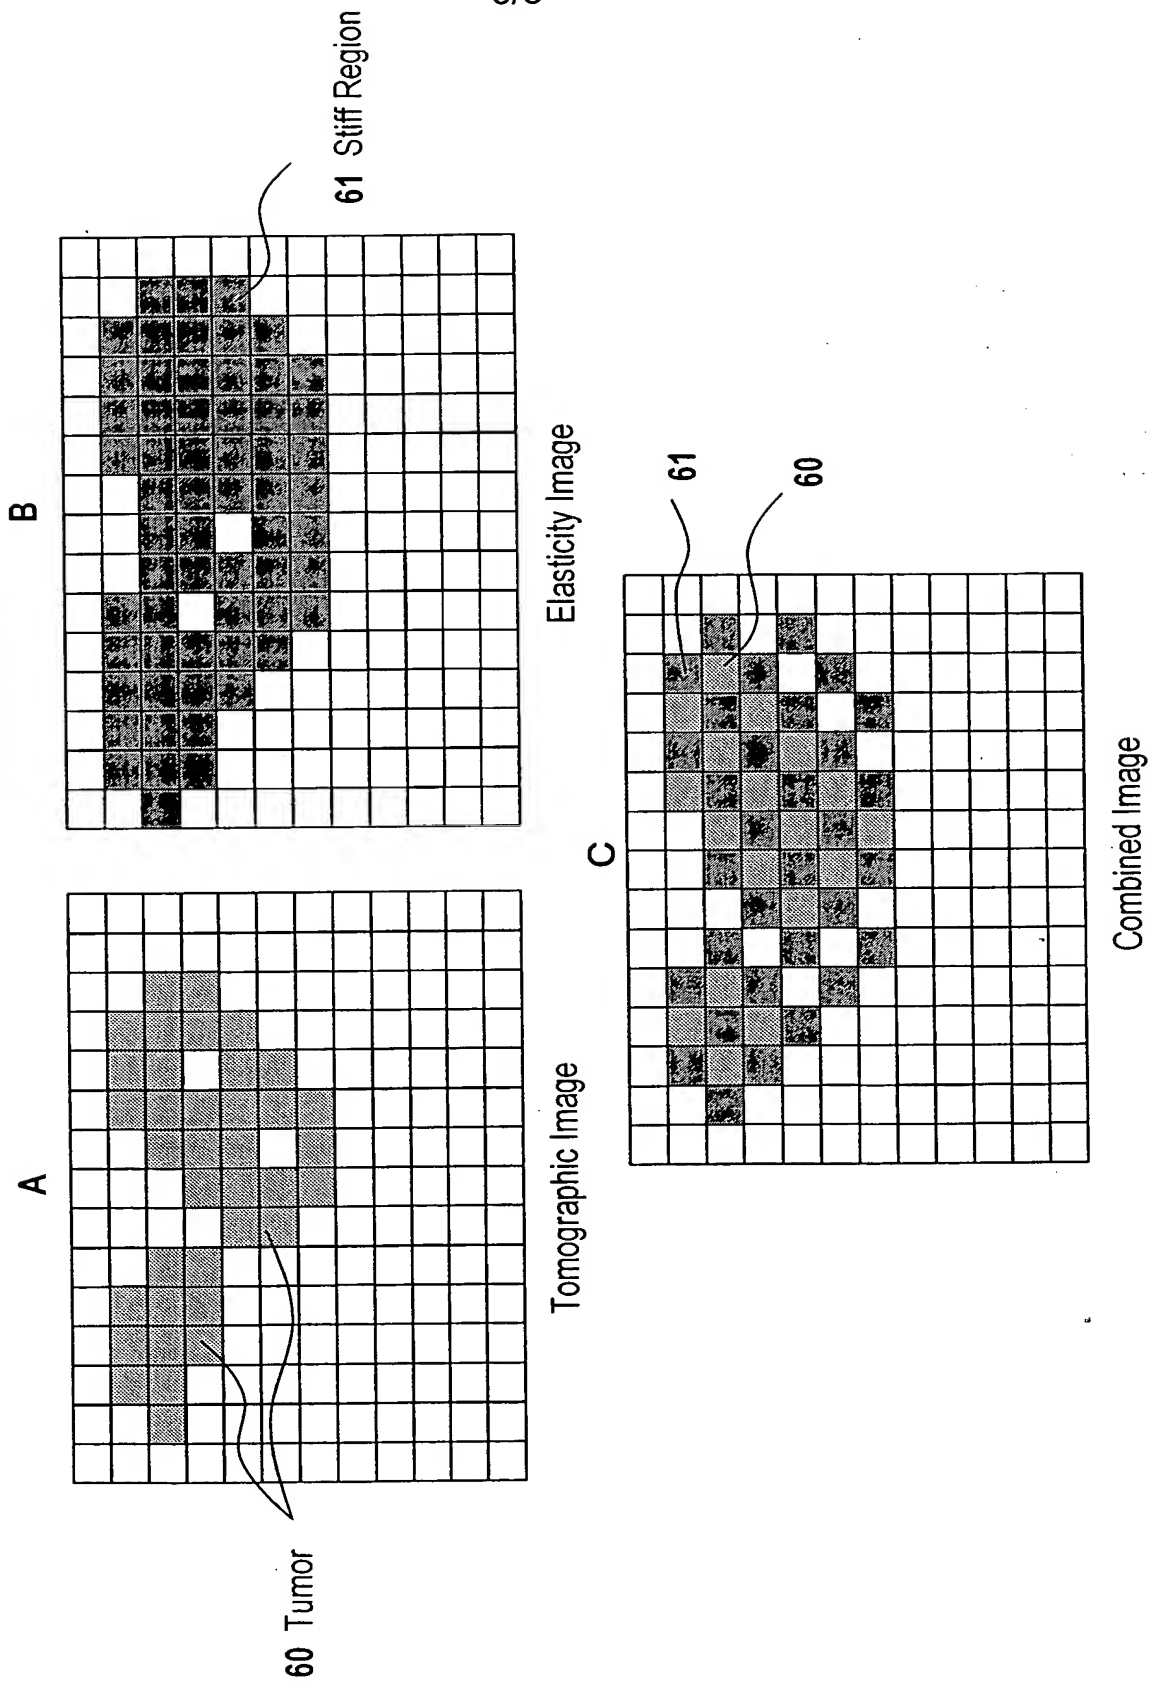 A
60 Tumor
Tomographic Image
B
61 Stiff Region
Elasticity Image
C
61
60
Combined Image